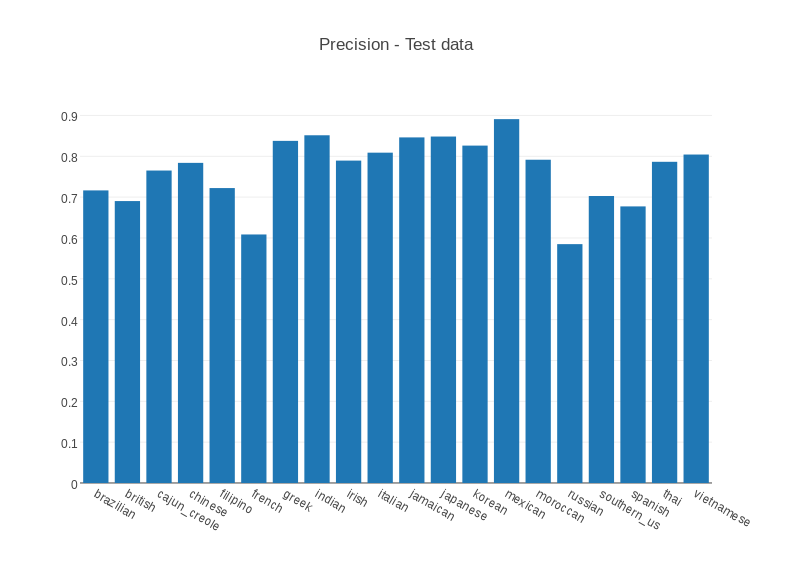 Precision - Test data
0.9
0.8
0.7
0.6
0.5
0.4
0.3
0.2
0.1
0
brazilian
british
cajun_creole
chinese
filipino
french
greek
indian
irish
italian
jamaican
japanese
korean
mexican
moroccan
russian
southern_us
spanish
thai
vietnamese